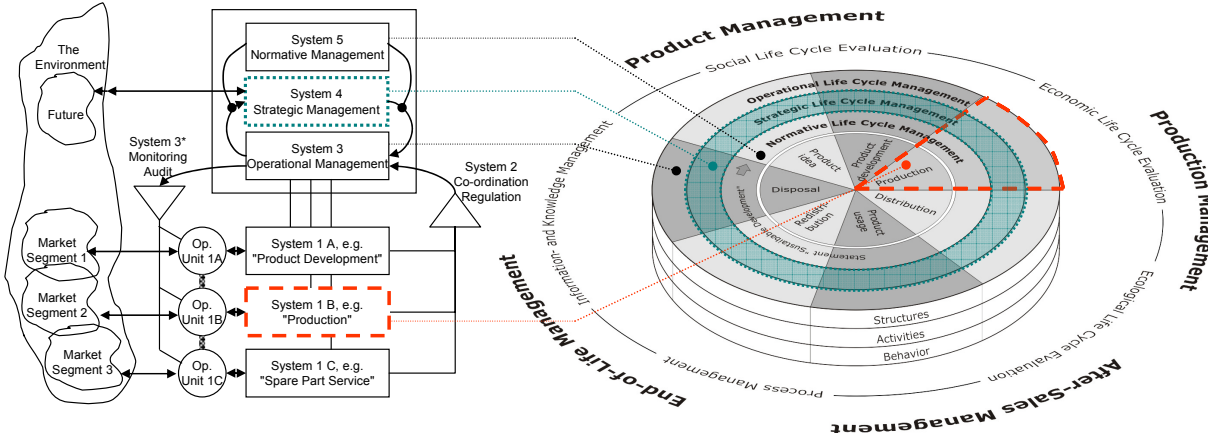 The
Environment
Future
System 3*
Monitoring
Audit
Market
Segment 1
Market
Segment 2
Market
Segment 3
Op.
Unit 1A
Op.
Unit 1B
Op.
Unit 1C
System 5
Normative Management
System 4
Strategic Management
System 3
Operational Management
System 2
Co-ordination
Regulation
System 1 A, e.g.
"Product Development"
System 1 B, e.g.
"Production"
System 1 C, e.g.
"Spare Part Service"
Product Management
Production Management
After-Sales Management
End-of-Life Management
Social Life Cycle Evaluation
Economic Life Cycle Evaluation
Ecological Life Cycle Evaluation
Process Management
Information- and Knowledge Management
Operational Life Cycle Management
Strategic Life Cycle Management
Normative Life Cycle Management
Product
idea
Product
development
Production
Distribution
Product
usage
Redistri-
bution
Disposal
Statement "Sustainable Development"
Structures
Activities
Behavior